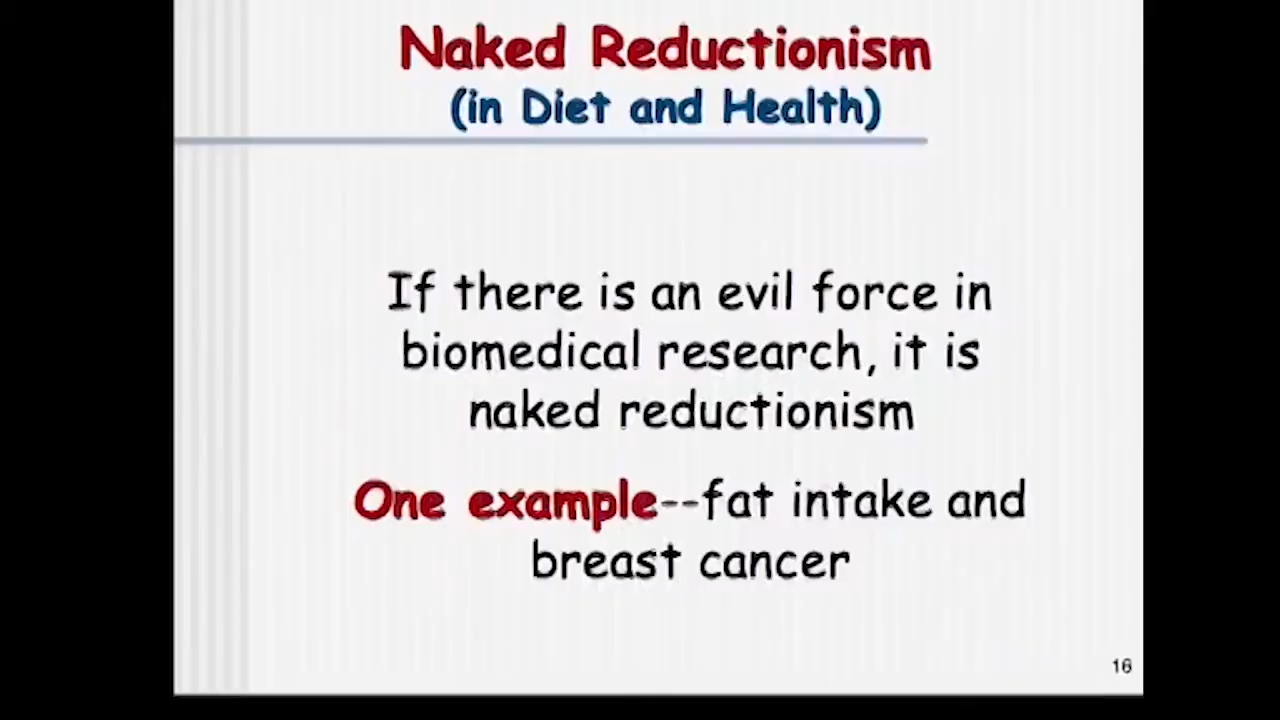 Naked Reductionism
(in Diet and Health)
If there is an evil force in
biomedical research, it is
naked reductionism
One example--fat intake and
breast cancer
16